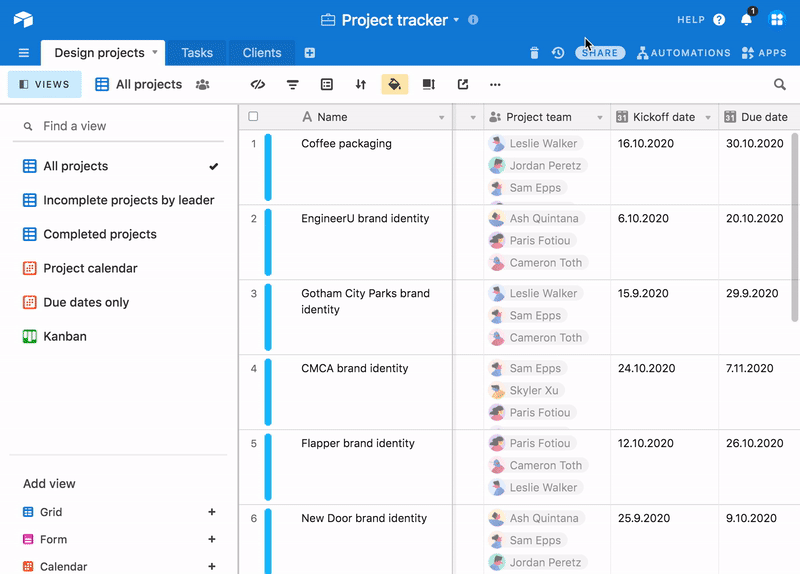 Project tracker
HELP
1
Design projects
Tasks
Clients
SHARE
AUTOMATIONS
APPS
VIEWS
All projects
Find a view
All projects
Incomplete projects by leader
Completed projects
Project calendar
Due dates only
Kanban
Add view
Grid
Form
Calendar
Name
Project team
Kickoff date
Due date
1
Coffee packaging
Leslie Walker
Jordan Peretz
Sam Epps
16.10.2020
30.10.2020
2
EngineerU brand identity
Ash Quintana
Paris Fotiou
Cameron Toth
6.10.2020
20.10.2020
3
Gotham City Parks brand
identity
Leslie Walker
Sam Epps
Cameron Toth
15.9.2020
29.9.2020
4
CMCA brand identity
Sam Epps
Skyler Xu
Paris Fotiou
24.10.2020
7.11.2020
5
Flapper brand identity
Paris Fotiou
Cameron Toth
Leslie Walker
12.10.2020
26.10.2020
6
New Door brand identity
Ash Quintana
Sam Epps
Jordan Peretz
25.9.2020
9.10.2020